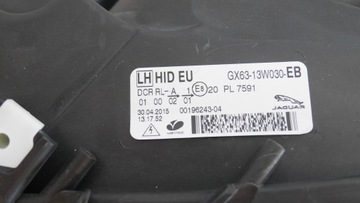 LH HID EU GX63-13W030-EB
DCR RL- A 1 E8 20 PL 7591
01 00 02 01
30.04.2015 00196243-04
13.17.52
JAGUAR